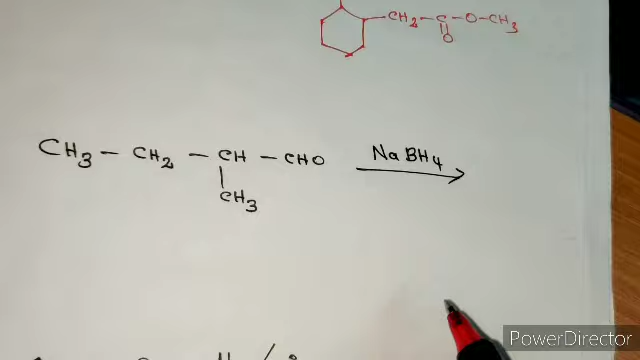 CH2 - C - O - CH3
O
CH3 - CH2 - CH - CHO NaBH4
CH3
PowerDirector